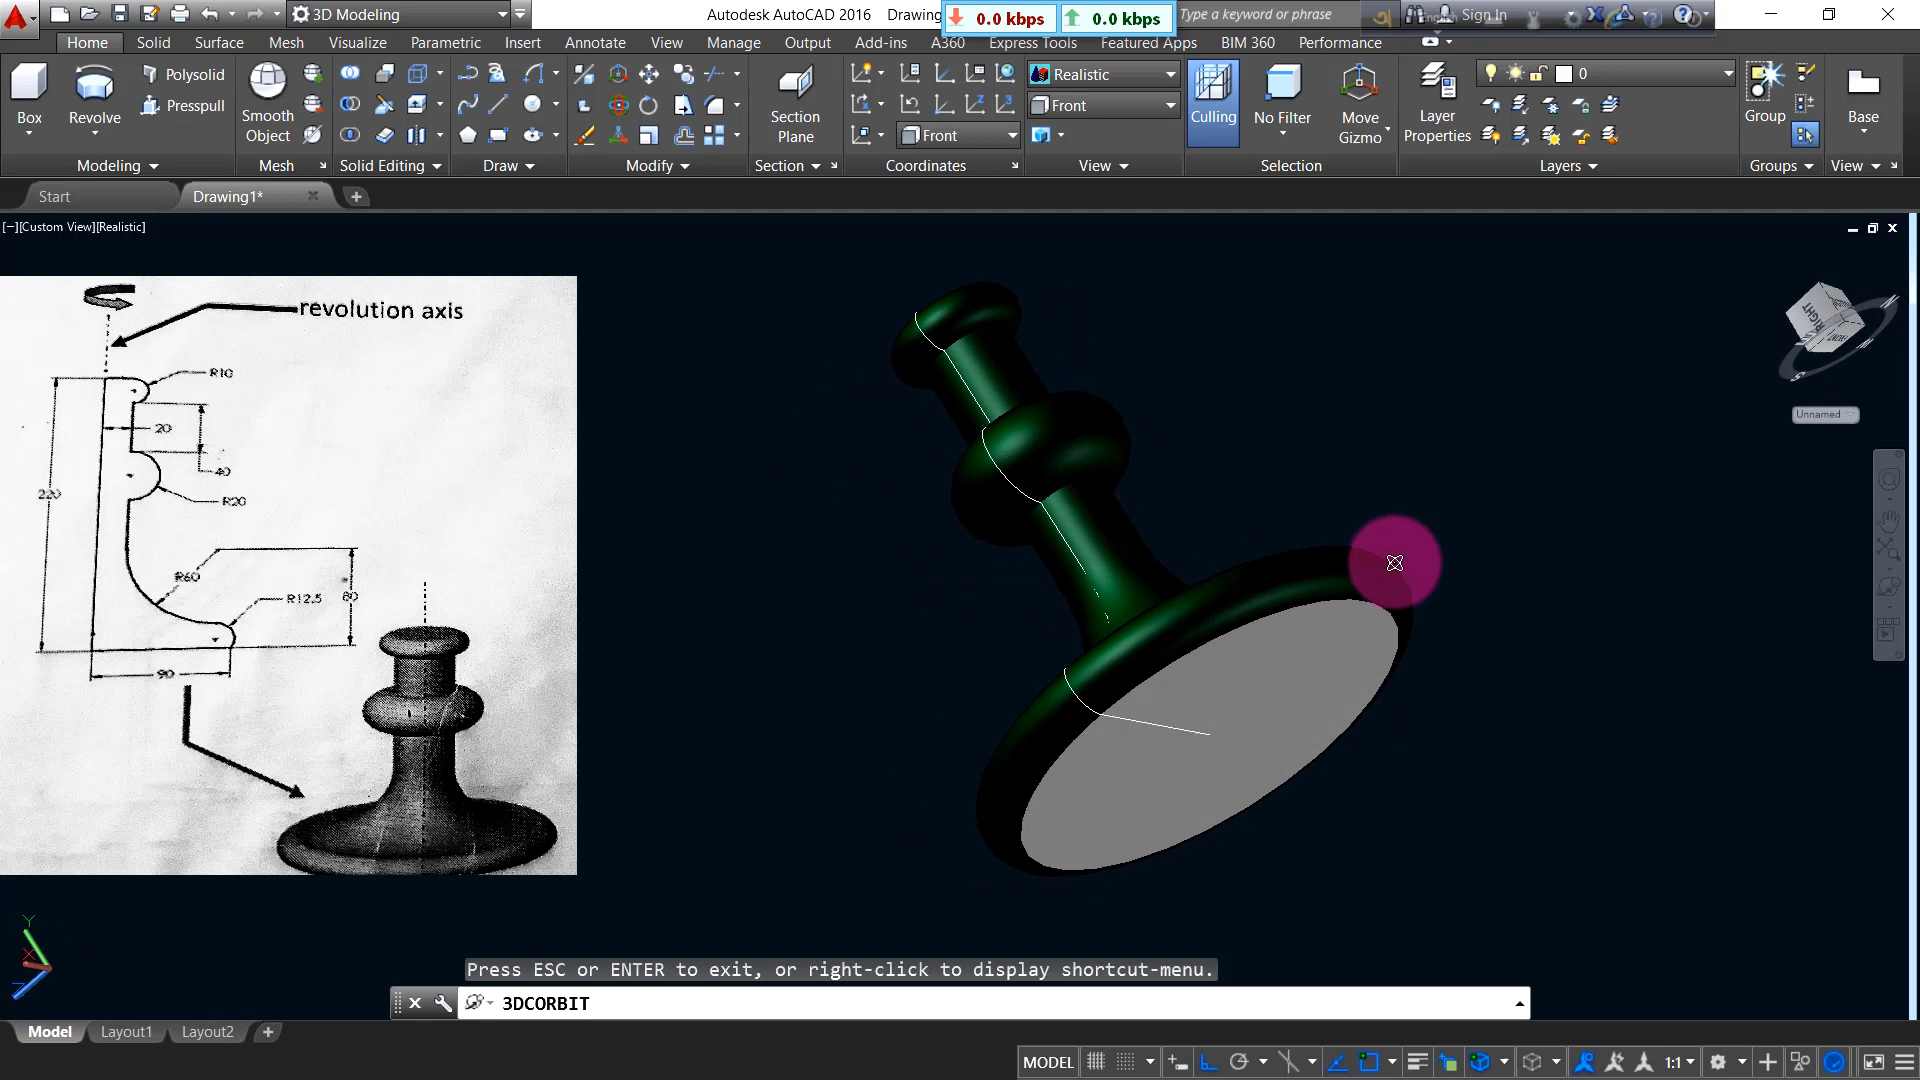 3D Modeling
Autodesk AutoCAD 2016 Drawing
0.0 kbps 0.0 kbps
Type a keyword or phrase
Sign In
Home Solid Surface Mesh Visualize Parametric Insert Annotate View Manage Output Add-ins A360 Express Tools Featured Apps BIM 360 Performance
Box
Revolve
Polysolid
Presspull
Smooth
Object
Section
Plane
Realistic
Front
Front
Culling
No Filter
Move
Gizmo
Layer
Properties
0
Group
Base
Modeling Mesh Solid Editing Draw Modify Section Coordinates View Selection Layers Groups View
Start Drawing1*
[−][Custom View][Realistic]
revolution axis
R10
20
40
220
R20
R60
R12.5
80
90
RIGHT
S
Unnamed
Y
X
Z
Press ESC or ENTER to exit, or right-click to display shortcut-menu.
3DCORBIT
Model Layout1 Layout2
MODEL 1:1